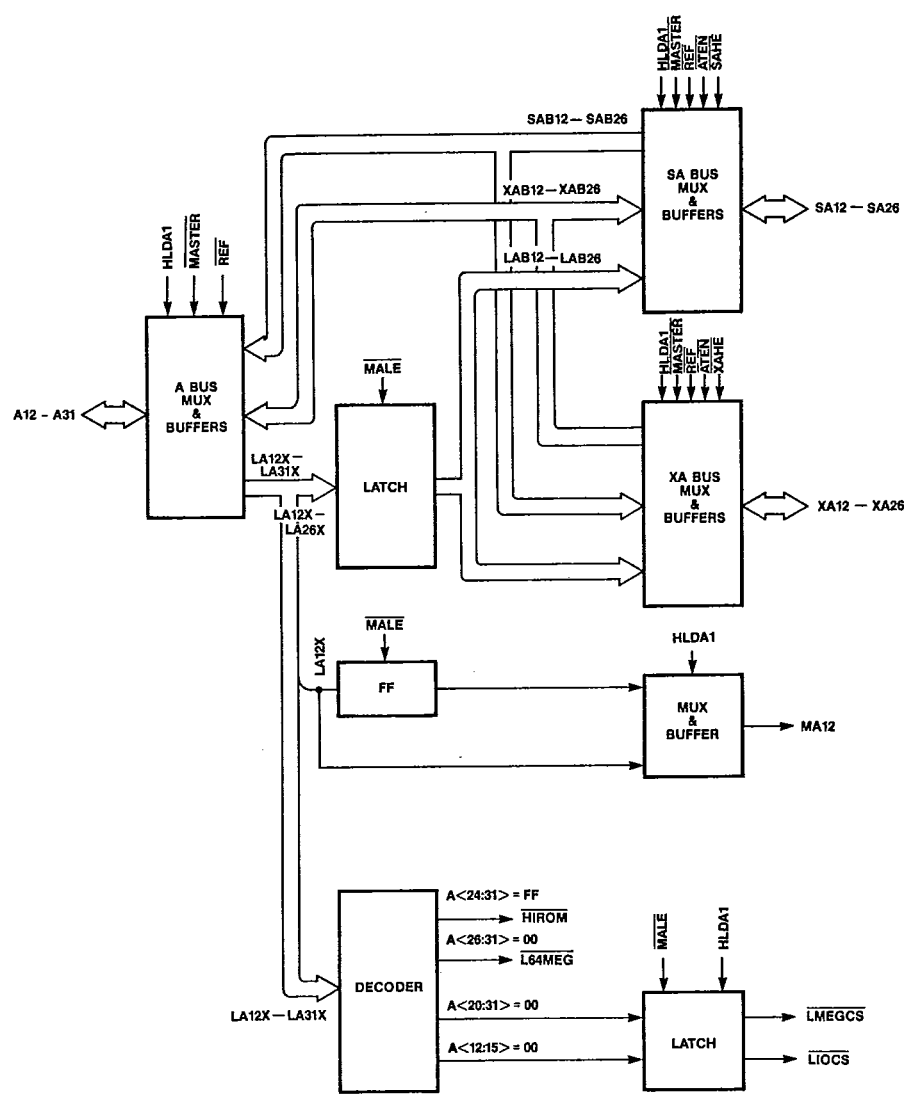 HLDA1
MASTER
REF
ATEN
SAHE
SAB12 — SAB26
SA BUS
MUX
&
BUFFERS
SA12 — SA26
XAB12 — XAB26
LAB12 — LAB26
HLDA1
MASTER
REF
A BUS
MUX
&
BUFFERS
A12 - A31
HLDA1
MASTER
REF
ATEN
XAHE
XA BUS
MUX
&
BUFFERS
XA12 — XA26
MALE
LATCH
LA12X —
LA31X
LA12X —
LA26X
LA12X
MALE
FF
HLDA1
MUX
&
BUFFER
MA12
DECODER
A<24:31> = FF
HIROM
A<26:31> = 00
L64MEG
A<20:31> = 00
A<12:15> = 00
LA12X — LA31X
MALE
HLDA1
LATCH
LMEGCS
LIOCS